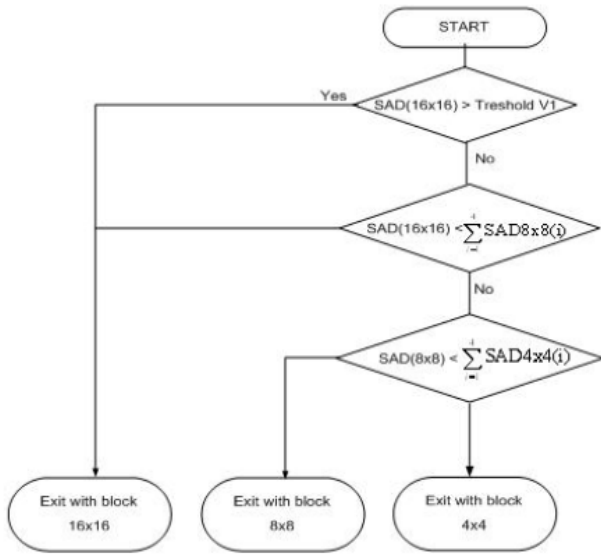 START
Yes
SAD(16x16) > Treshold V1
No
SAD(16x16) < ∑ SAD8x8(i)
No
SAD(8x8) < ∑ SAD4x4(i)
Exit with block
16x16
Exit with block
8x8
Exit with block
4x4